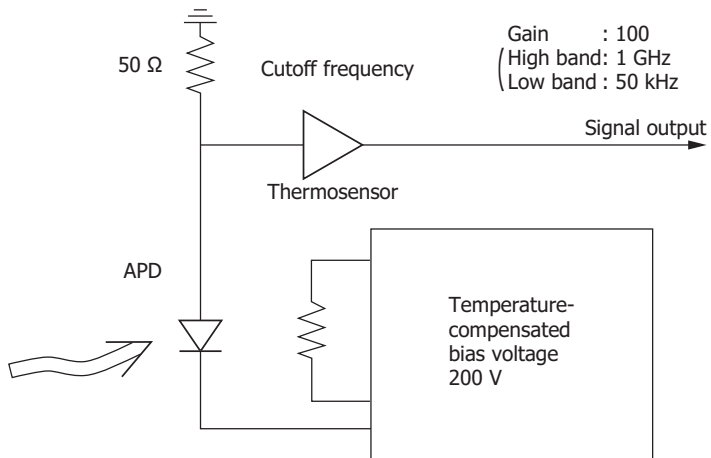 Gain : 100
High band: 1 GHz
Low band : 50 kHz
50 Ω
Cutoff frequency
Signal output
Thermosensor
APD
Temperature-
compensated
bias voltage
200 V